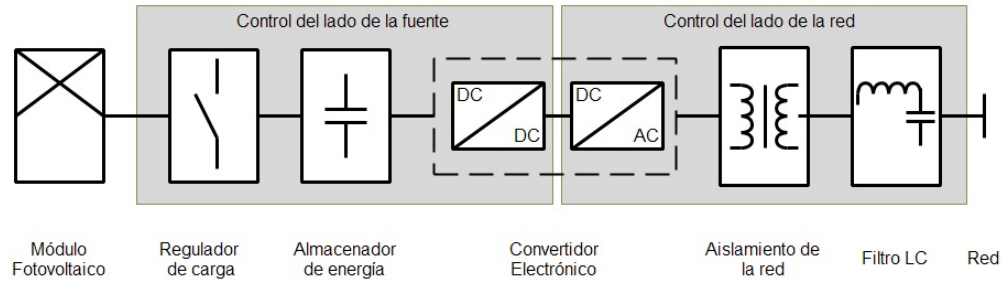 Control del lado de la fuente
Control del lado de la red
DC
DC
DC
AC
Módulo
Fotovoltaico
Regulador
de carga
Almacenador
de energía
Convertidor
Electrónico
Aislamiento de
la red
Filtro LC
Red